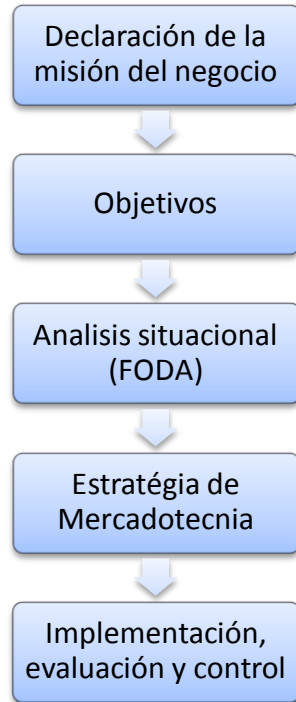 Declaración de la
misión del negocio
Objetivos
Analisis situacional
(FODA)
Estratégia de
Mercadotecnia
Implementación,
evaluación y control